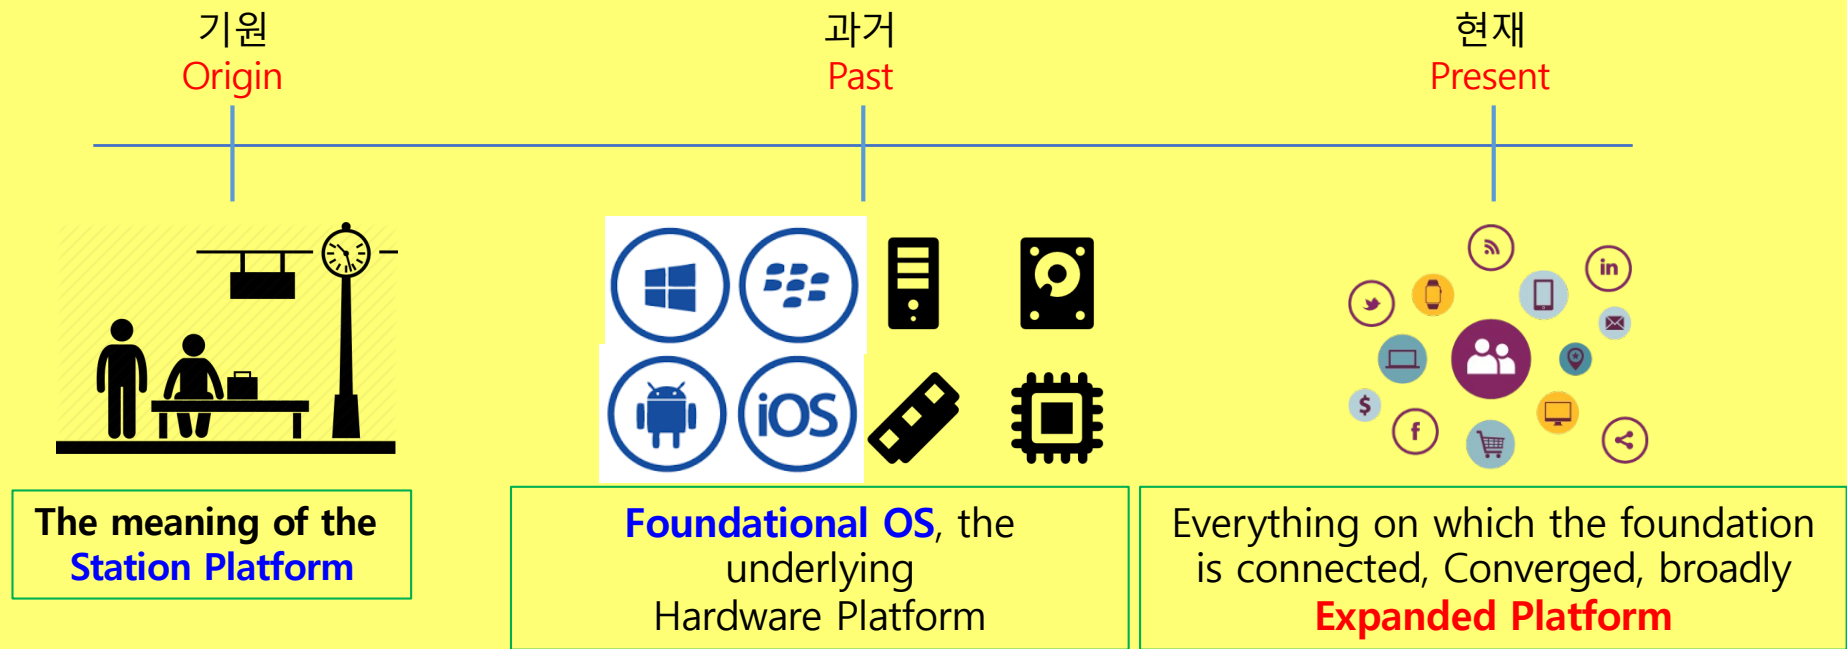 기원
Origin
과거
Past
현재
Present
iOS
in
$
f
The meaning of the
Station Platform
Foundational OS, the
underlying
Hardware Platform
Everything on which the foundation
is connected, Converged, broadly
Expanded Platform